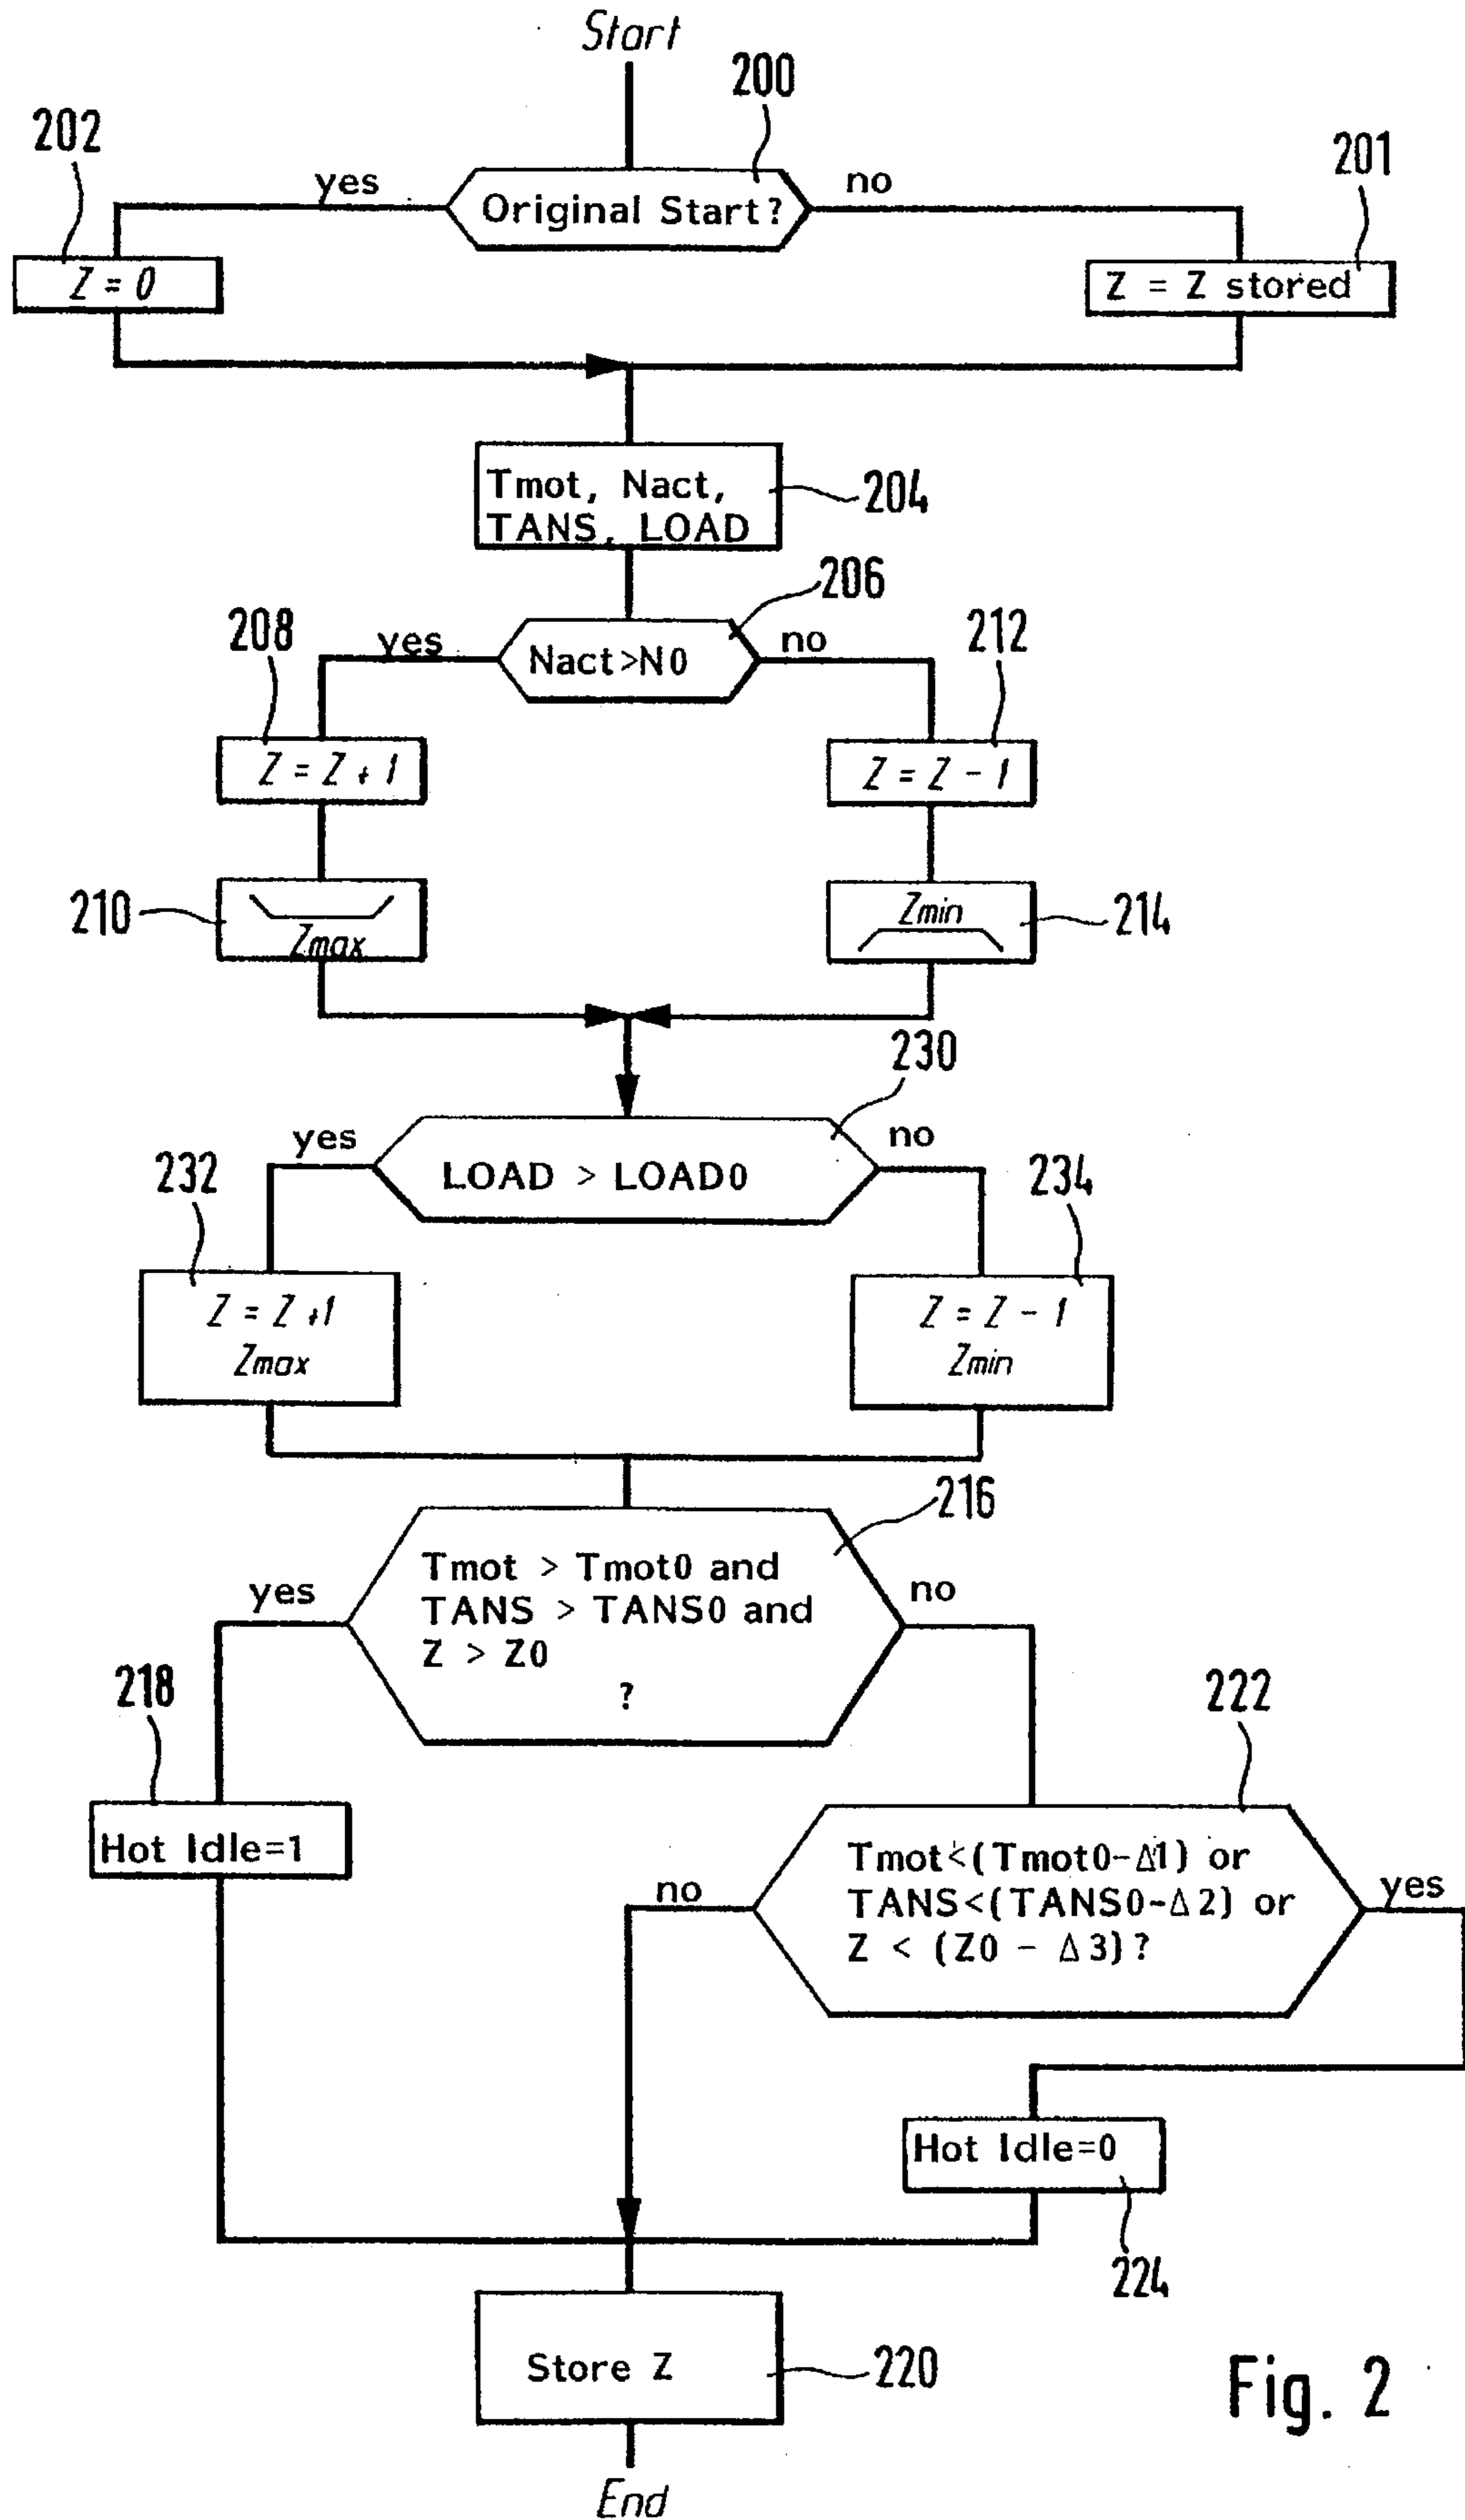 Start
200
202
201
yes
Original Start?
no
Z = 0
Z = Z stored
Tmot, Nact,
TANS, LOAD
204
206
208
212
yes
Nact>N0
no
Z = Z + 1
Z = Z - 1
210
Zmax
Zmin
214
230
yes
LOAD > LOAD0
no
232
234
Z = Z +1
Zmax
Z = Z - 1
Zmin
216
yes
Tmot > Tmot0 and
TANS > TANS0 and
Z > Z0
?
no
218
222
Hot Idle=1
no
Tmot<(Tmot0-Δ1) or
TANS<(TANS0-Δ2) or
Z < (Z0 - Δ3)?
yes
Hot Idle=0
224
Store Z
220
Fig. 2
End